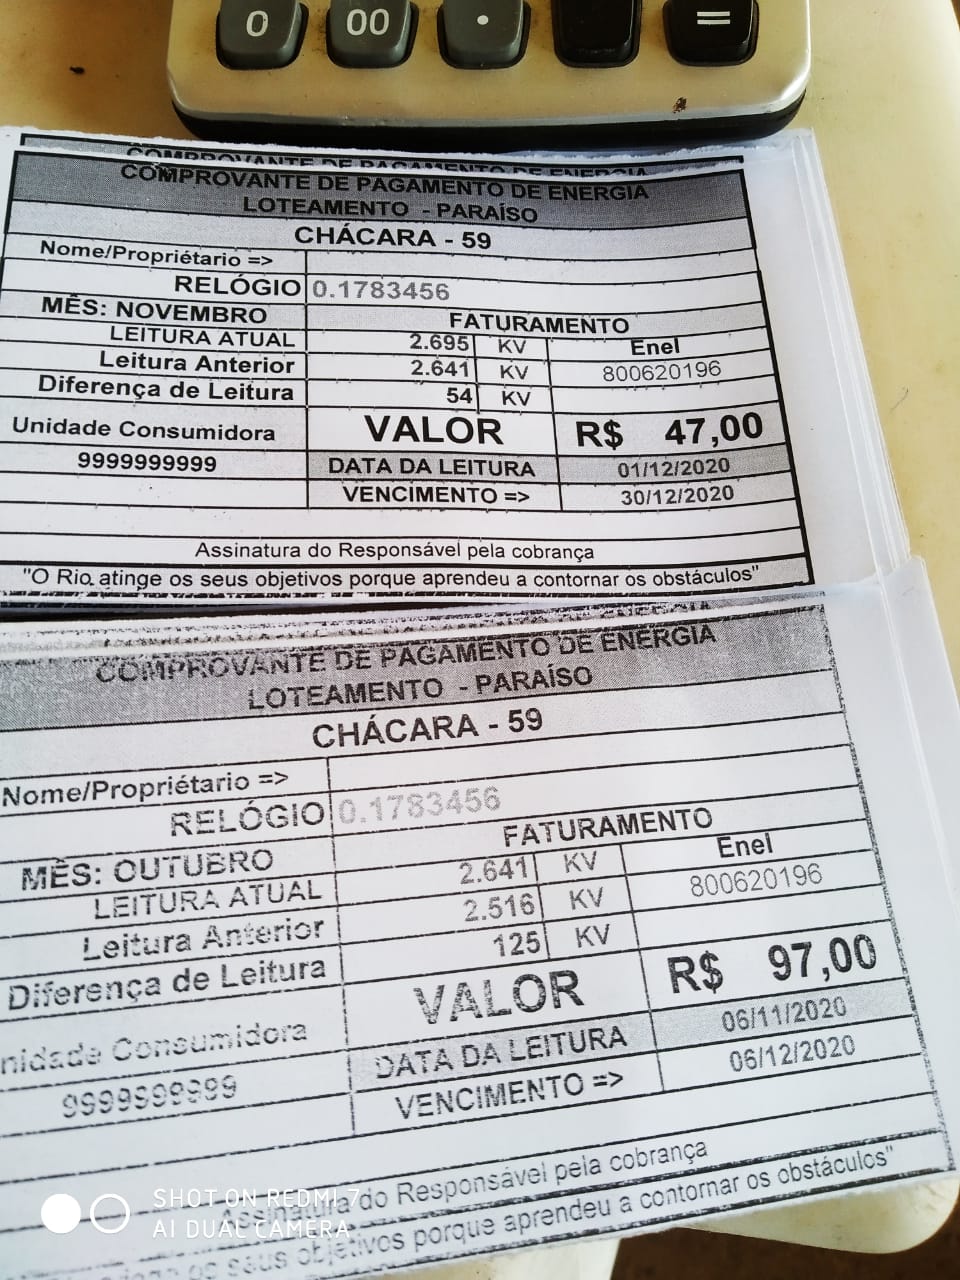 0 00 . =
COMPROVANTE DE PAGAMENTO DE ENERGIA
COMPROVANTE DE PAGAMENTO DE ENERGIA
LOTEAMENTO - PARAÍSO
CHÁCARA - 59
Nome/Propriétario =>
RELÓGIO 0.1783456
MÊS: NOVEMBRO FATURAMENTO
LEITURA ATUAL 2.695 KV Enel
Leitura Anterior 2.641 KV 800620196
Diferença de Leitura 54 KV
Unidade Consumidora VALOR R$ 47,00
9999999999 DATA DA LEITURA 01/12/2020
VENCIMENTO => 30/12/2020
Assinatura do Responsável pela cobrança
"O Rio atinge os seus objetivos porque aprendeu a contornar os obstáculos"
ENERGIA
COMPROVANTE DE PAGAMENTO DE ENERGIA
LOTEAMENTO - PARAÍSO
CHÁCARA - 59
Nome/Propriétario =>
RELÓGIO 0.1783456
MÊS: OUTUBRO FATURAMENTO
LEITURA ATUAL 2.641 KV Enel
Leitura Anterior 2.516 KV 800620196
Diferença de Leitura 125 KV
nidade Consumidora VALOR R$ 97,00
9999999999 DATA DA LEITURA 06/11/2020
VENCIMENTO => 06/12/2020
Assinatura do Responsável pela cobrança
os seus objetivos porque aprendeu a contornar os obstáculos"
SHOT ON REDMI 7
AI DUAL CAMERA